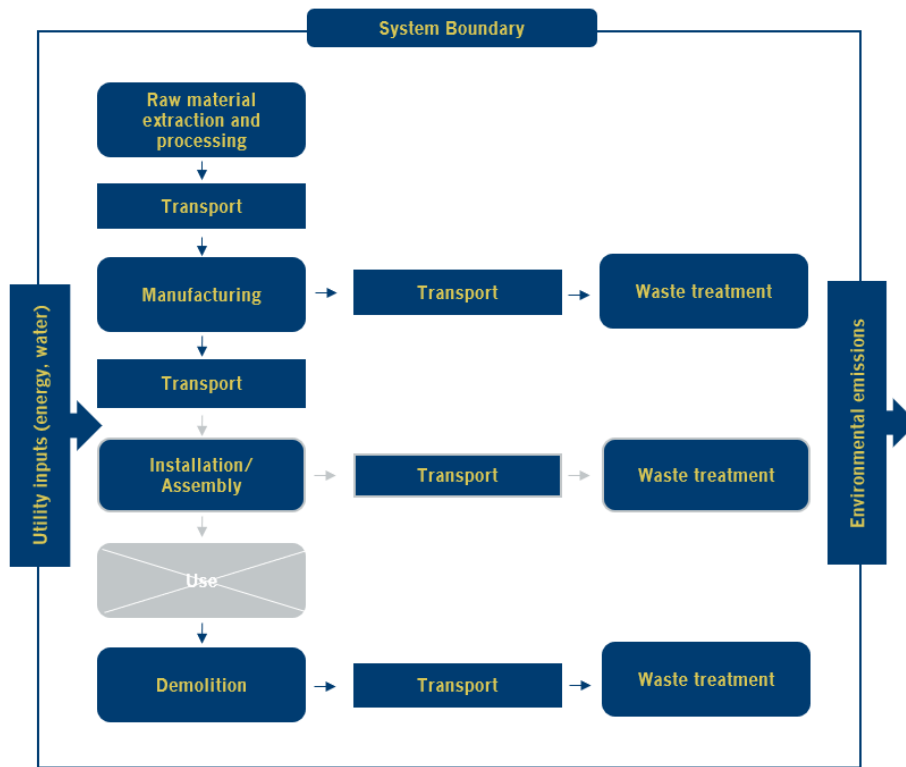 System Boundary
Raw material
extraction and
processing
Transport
Manufacturing
Transport
Waste treatment
Transport
Installation/
Assembly
Transport
Waste treatment
Use
Demolition
Transport
Waste treatment
Utility inputs (energy, water)
Environmental emissions